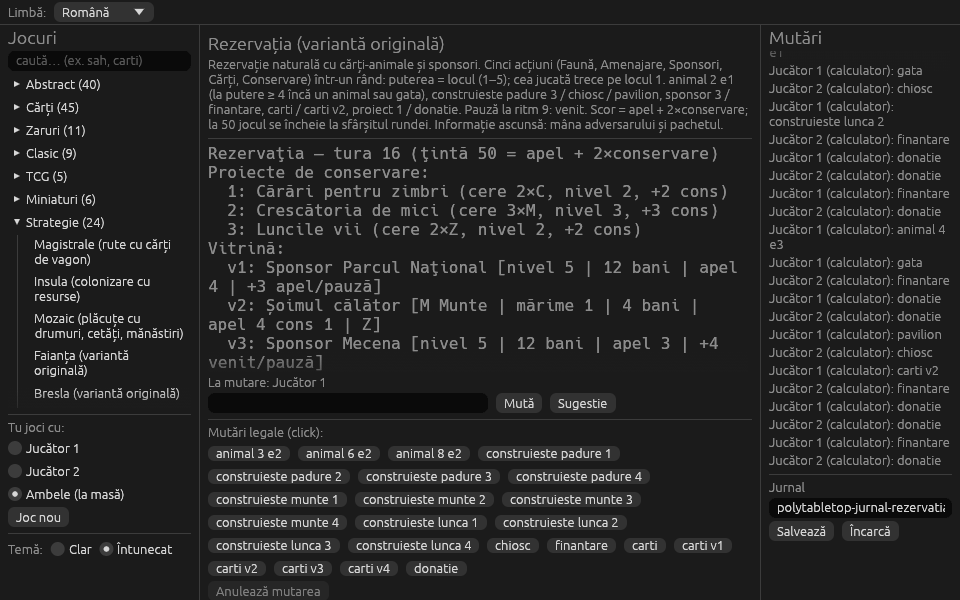 Limbă: Română
Jocuri
caută... (ex. sah, carti)
Abstract (40)
Cărți (45)
Zaruri (11)
Clasic (9)
TCG (5)
Miniaturi (6)
Strategie (24)
Magistrale (rute cu cărți
de vagon)
Insula (colonizare cu
resurse)
Mozaic (plăcuțe cu
drumuri, cetăți, mănăstiri)
Faianța (variantă
originală)
Bresla (variantă originală)
Tu joci cu:
Jucător 1
Jucător 2
Ambele (la masă)
Joc nou
Temă: Clar Întunecat
Rezervația (variantă originală)
Rezervație naturală cu cărți-animale și sponsori. Cinci acțiuni (Faună, Amenajare, Sponsori,
Cărți, Conservare) într-un rând: puterea = locul (1–5); cea jucată trece pe locul 1. animal 2 e1
(la putere ≥ 4 încă un animal sau gata), construieste padure 3 / chiosc / pavilion, sponsor 3 /
finantare, carti / carti v2, proiect 1 / donatie. Pauză la ritm 9: venit. Scor = apel + 2×conservare;
la 50 jocul se încheie la sfârșitul rundei. Informație ascunsă: mâna adversarului și pachetul.
Rezervaţia — tura 16 (ţintă 50 = apel + 2×conservare)
Proiecte de conservare:
1: Cărări pentru zimbri (cere 2×C, nivel 2, +2 cons)
2: Crescătoria de mici (cere 3×M, nivel 3, +3 cons)
3: Luncile vii (cere 2×Z, nivel 2, +2 cons)
Vitrină:
v1: Sponsor Parcul Naţional [nivel 5 | 12 bani | apel
4 | +3 apel/pauză]
v2: Șoimul călător [M Munte | mărime 1 | 4 bani |
apel 4 cons 1 | Z]
v3: Sponsor Mecena [nivel 5 | 12 bani | apel 3 | +4
venit/pauză]
La mutare: Jucător 1
Mută Sugestie
Mutări legale (click):
animal 3 e2 animal 6 e2 animal 8 e2 construieste padure 1
construieste padure 2 construieste padure 3 construieste padure 4
construieste munte 1 construieste munte 2 construieste munte 3
construieste munte 4 construieste lunca 1 construieste lunca 2
construieste lunca 3 construieste lunca 4 chiosc finantare carti carti v1
carti v2 carti v3 carti v4 donatie
Anulează mutarea
Mutări
e1
Jucător 1 (calculator): gata
Jucător 2 (calculator): chiosc
Jucător 1 (calculator):
construieste lunca 2
Jucător 2 (calculator): finantare
Jucător 1 (calculator): donatie
Jucător 2 (calculator): donatie
Jucător 1 (calculator): finantare
Jucător 2 (calculator): donatie
Jucător 1 (calculator): animal 4
e3
Jucător 1 (calculator): gata
Jucător 2 (calculator): finantare
Jucător 1 (calculator): donatie
Jucător 2 (calculator): donatie
Jucător 1 (calculator): pavilion
Jucător 2 (calculator): chiosc
Jucător 1 (calculator): carti v2
Jucător 2 (calculator): finantare
Jucător 1 (calculator): donatie
Jucător 2 (calculator): donatie
Jucător 1 (calculator): finantare
Jucător 2 (calculator): donatie
Jurnal
polytabletop-jurnal-rezervatia
Salvează Încarcă